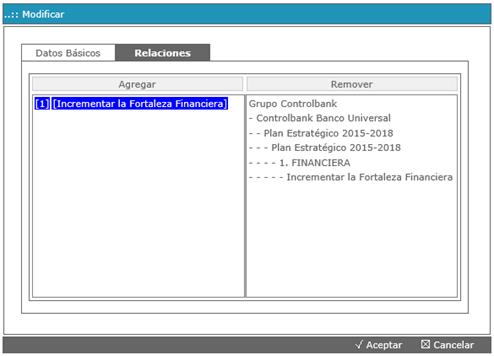 ..:: Modificar
Datos Básicos Relaciones
Agregar Remover
[1] [Incrementar la Fortaleza Financiera]
Grupo Controlbank
- Controlbank Banco Universal
- - Plan Estratégico 2015-2018
- - - Plan Estratégico 2015-2018
- - - - 1. FINANCIERA
- - - - - Incrementar la Fortaleza Financiera
√ Aceptar ☒ Cancelar